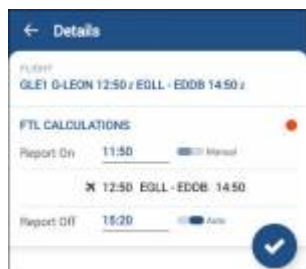 ← Details
FLIGHT
GLE1 G-LEON 12:50 z EGLL - EDDB 14:50 z
FTL CALCULATIONS
Report On 11:50 Manual
12:50 EGLL - EDDB 14:50
Report Off 15:20 Auto